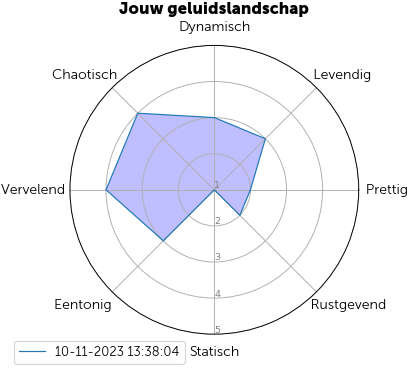 Jouw geluidslandschap
Dynamisch
Chaotisch
Levendig
Vervelend
1
Prettig
2
3
Eentonig
4
Rustgevend
5
10-11-2023 13:38:04
Statisch